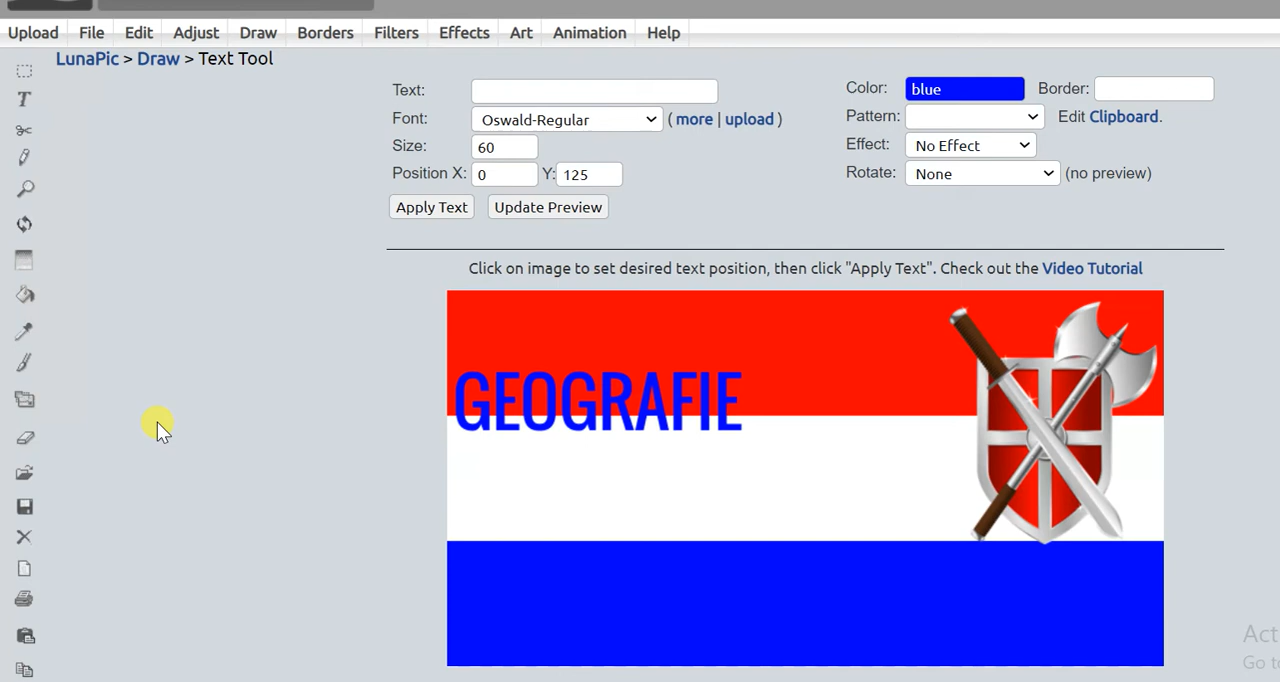 Upload File Edit Adjust Draw Borders Filters Effects Art Animation Help
LunaPic > Draw > Text Tool
Text: Color: blue Border:
Font: Oswald-Regular ( more | upload ) Pattern: Edit Clipboard.
Size: 60 Effect: No Effect
Position X: 0 Y: 125 Rotate: None (no preview)
Apply Text Update Preview
Click on image to set desired text position, then click "Apply Text". Check out the Video Tutorial
GEOGRAFIE